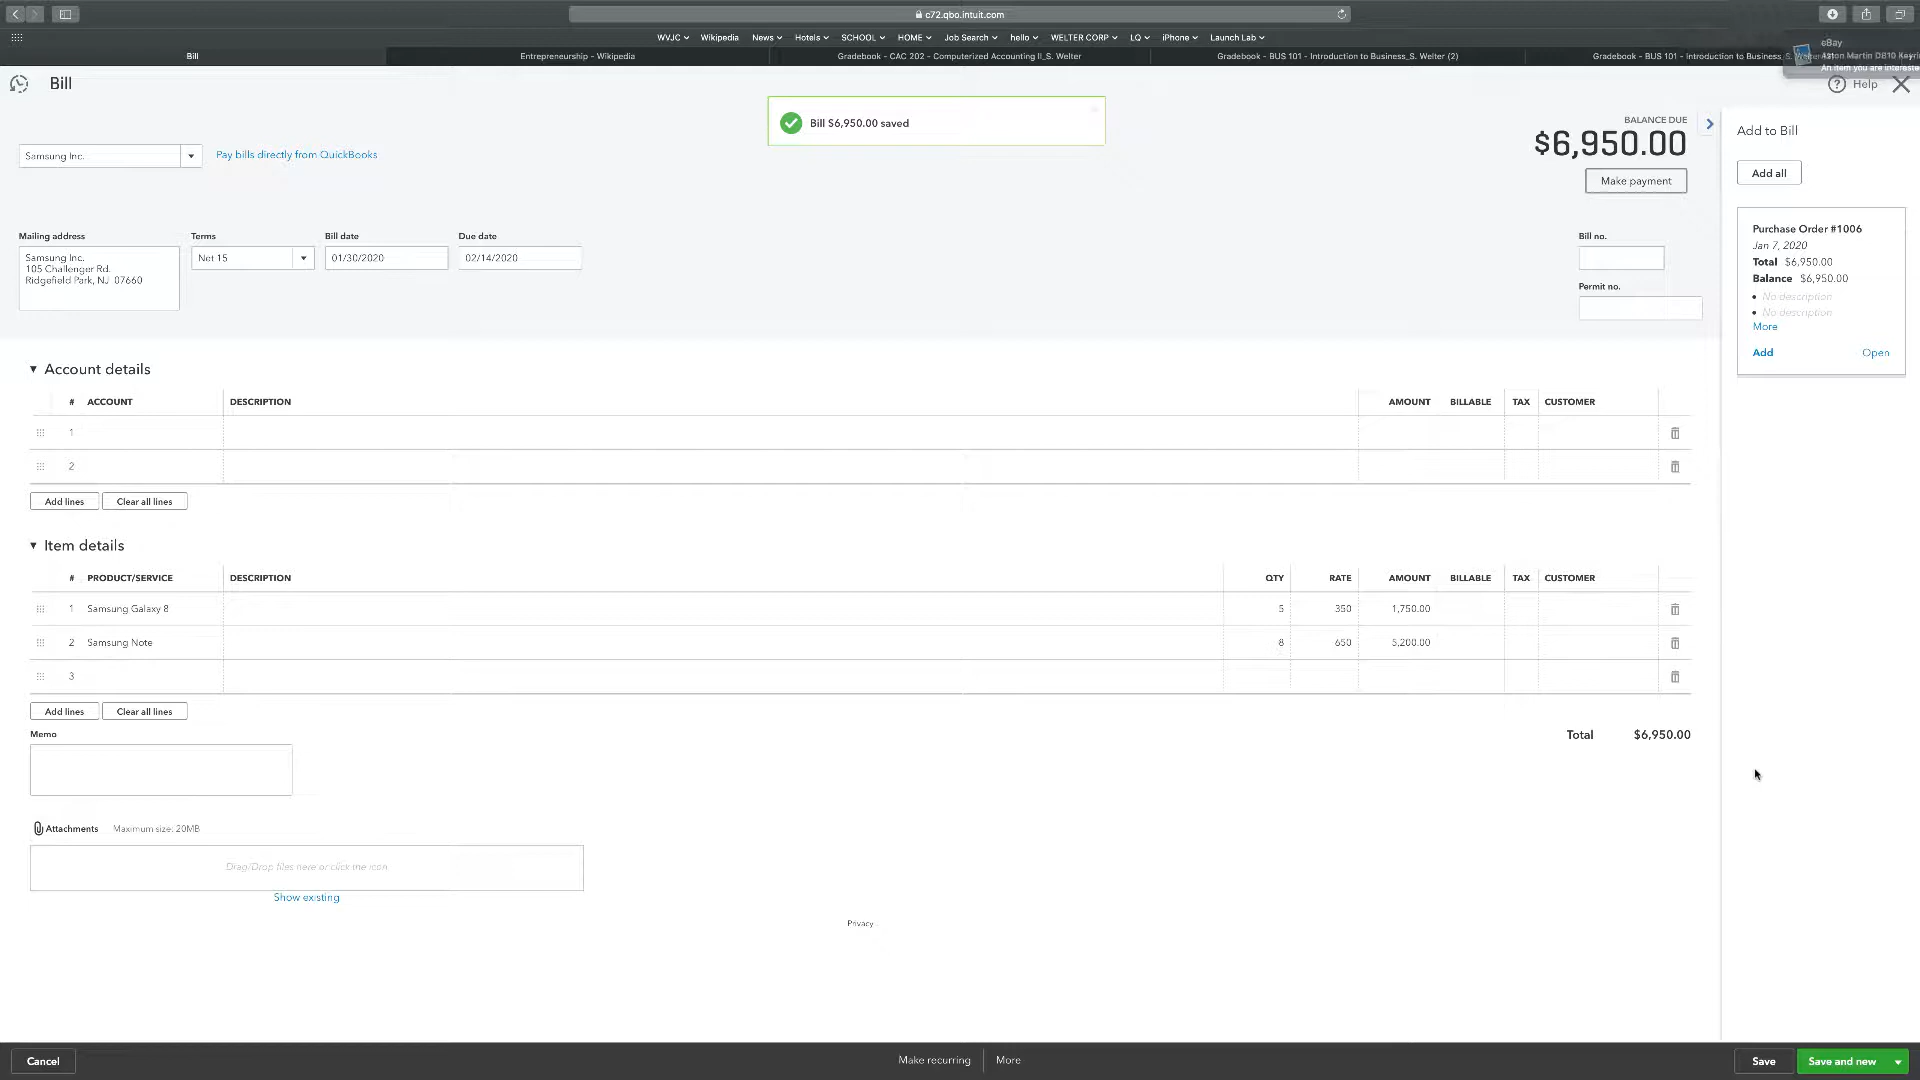 c72.qbo.intuit.com
WVJC Wikipedia News Hotels SCHOOL HOME Job Search hello WELTER CORP LQ iPhone Launch Lab
Bill Entrepreneurship - Wikipedia Gradebook - CAC 202 - Computerized Accounting II_S. Welter Gradebook - BUS 101 - Introduction to Business_S. Welter (2) Gradebook - BUS 101 - Introduction to Business_S.
eBay
Aston Martin DB10 Keyri
An item you are intereste
Bill
Help
Bill $6,950.00 saved
BALANCE DUE
$6,950.00
Make payment
Samsung Inc.
Pay bills directly from QuickBooks
Mailing address
Samsung Inc.
105 Challenger Rd.
Ridgefield Park, NJ 07660
Terms
Net 15
Bill date
01/30/2020
Due date
02/14/2020
Bill no.
Permit no.
Add to Bill
Add all
Purchase Order #1006
Jan 7, 2020
Total $6,950.00
Balance $6,950.00
No description
No description
More
Add Open
Account details
# ACCOUNT DESCRIPTION AMOUNT BILLABLE TAX CUSTOMER
1
2
Add lines Clear all lines
Item details
# PRODUCT/SERVICE DESCRIPTION QTY RATE AMOUNT BILLABLE TAX CUSTOMER
1 Samsung Galaxy 8 5 350 1,750.00
2 Samsung Note 8 650 5,200.00
3
Add lines Clear all lines
Memo
Total $6,950.00
Attachments Maximum size: 20MB
Drag/Drop files here or click the icon
Show existing
Privacy
Cancel Make recurring More Save Save and new